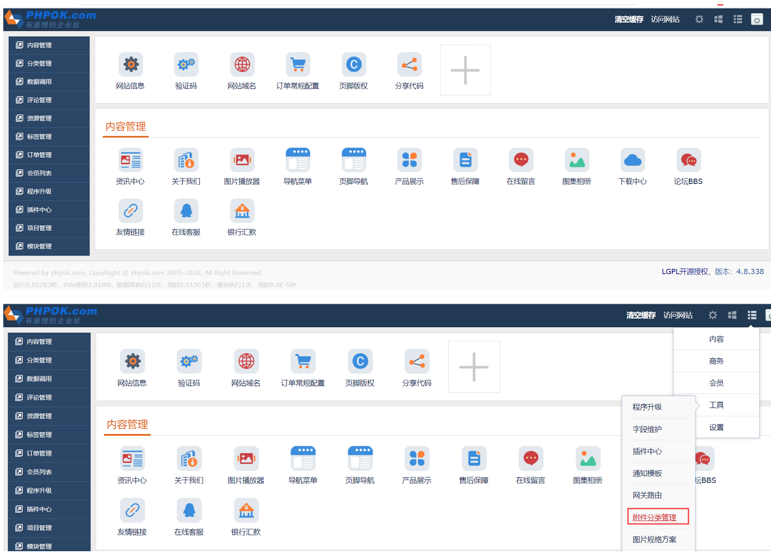 PHPOK.com
有感情的企业站
清空缓存 访问网站
内容管理
分类管理
数据调用
评论管理
资源管理
标签管理
订单管理
会员列表
程序升级
插件中心
项目管理
模块管理
网站信息 验证码 网站域名 订单常规配置 页脚版权 分享代码
内容管理
资讯中心 关于我们 图片播放器 导航菜单 页脚导航 产品展示 售后保障 在线留言 图集相册 下载中心 论坛BBS
友情链接 在线客服 银行汇款
Powered by phpok.com, CopyRight © phpok.com 2005-2020, All Right Reserved.
LGPL开源授权，版本：4.8.338
PHPOK.com
有感情的企业站
清空缓存 访问网站
内容管理
分类管理
数据调用
评论管理
资源管理
标签管理
订单管理
会员列表
程序升级
插件中心
项目管理
模块管理
网站信息 验证码 网站域名 订单常规配置 页脚版权 分享代码
内容
商务
会员
工具
设置
程序升级
字段维护
插件中心
通知模板
网关路由
附件分类管理
图片规格方案
内容管理
资讯中心 关于我们 图片播放器 导航菜单 页脚导航 产品展示 售后保障 在线留言 图集相册 坛BBS
友情链接 在线客服 银行汇款